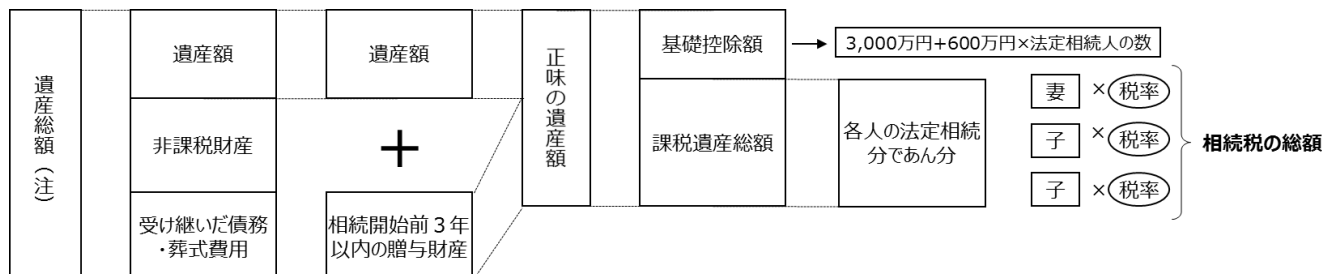 遺産総額（注）
遺産額
非課税財産
受け継いだ債務
・葬式費用
遺産額
＋
相続開始前３年
以内の贈与財産
正味の遺産額
基礎控除額
3,000万円+600万円×法定相続人の数
課税遺産総額
各人の法定相続
分であん分
妻 × 税率
子 × 税率
子 × 税率
相続税の総額